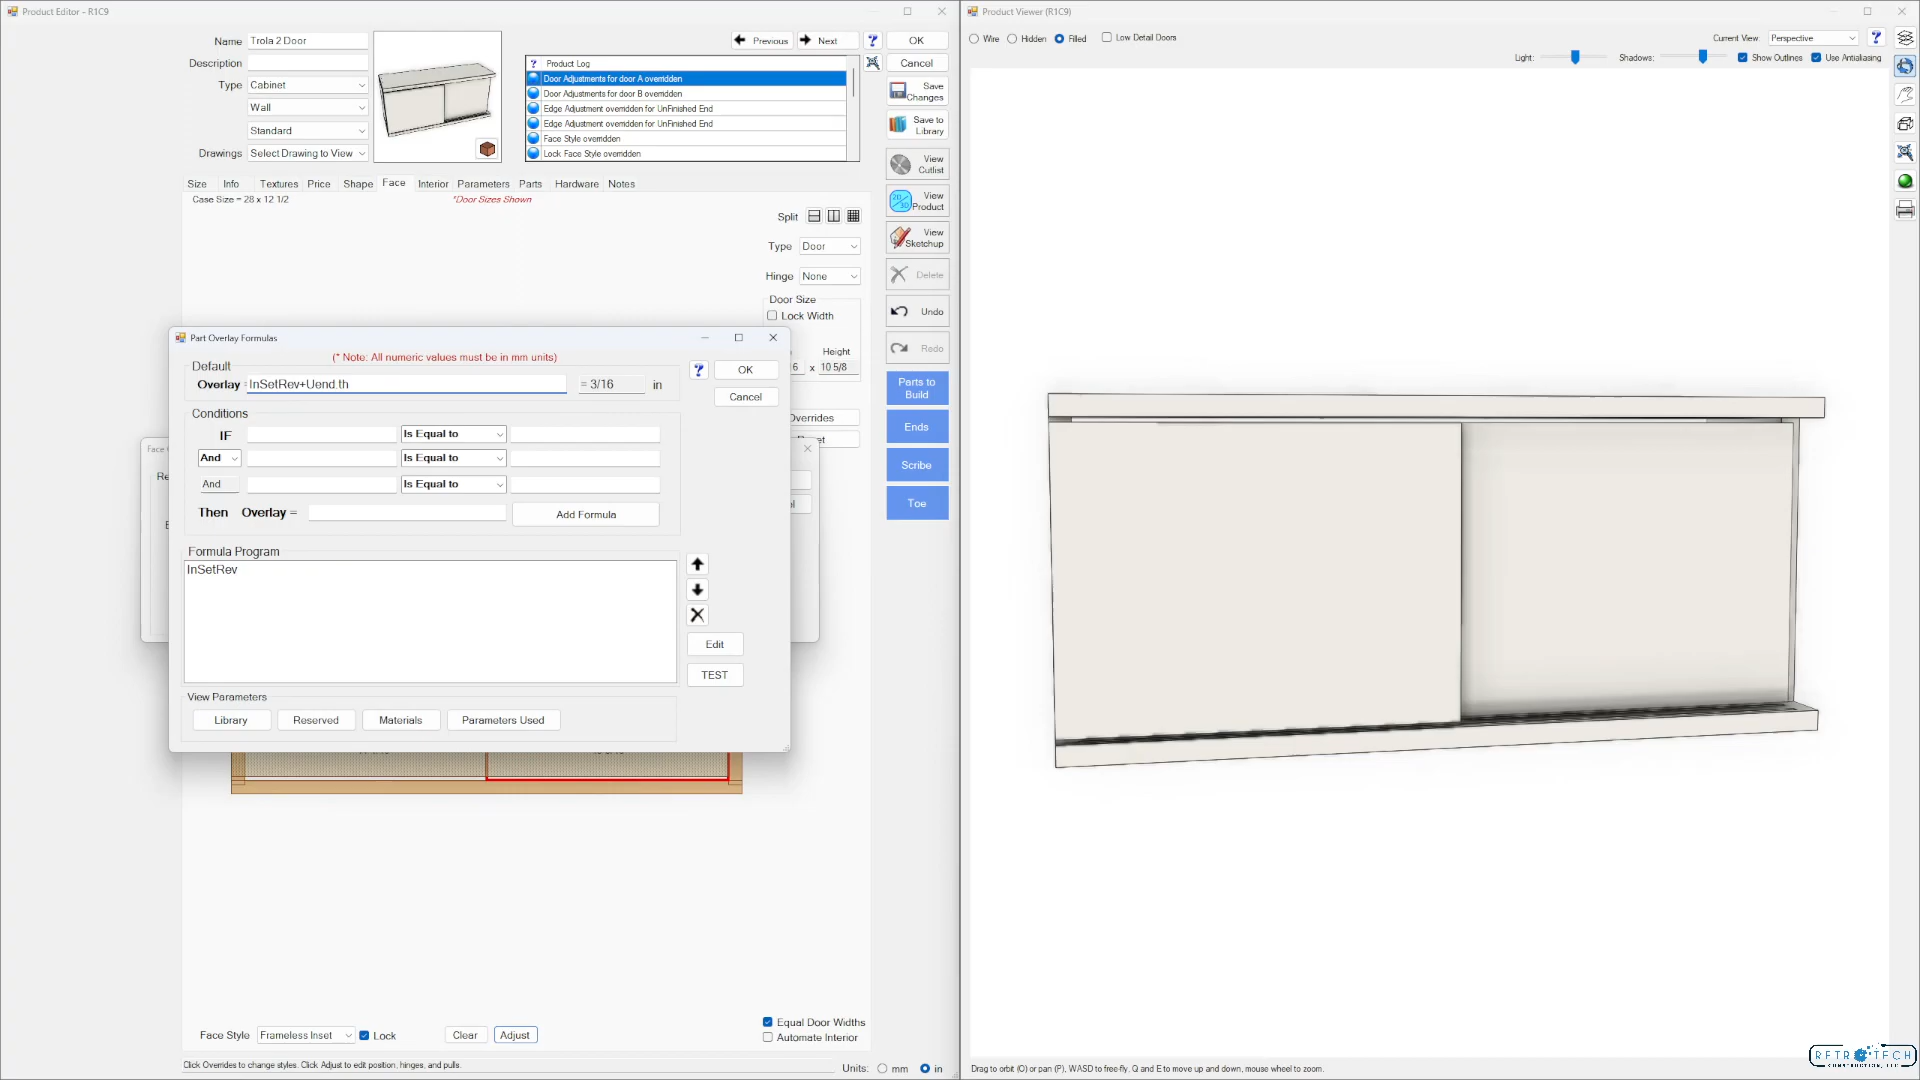 Product Editor - R1C9
Name Trola 2 Door
Description
Type Cabinet
Wall
Standard
Drawings Select Drawing to View
Previous Next ? OK
? Product Log
Door Adjustments for door A overridden
Door Adjustments for door B overridden
Edge Adjustment overridden for UnFinished End
Edge Adjustment overridden for UnFinished End
Face Style overridden
Lock Face Style overridden
Cancel
Save Changes
Save to Library
View Cutlist
2D/3D View Product
View Sketchup
Delete
Undo
Redo
Parts to Build
Ends
Scribe
Toe
Size Info Textures Price Shape Face Interior Parameters Parts Hardware Notes
Case Size = 28 x 12 1/2 *Door Sizes Shown
Split
Type Door
Hinge None
Door Size
Lock Width
Height
6 x 10 5/8
Overrides
Face
Re
Part Overlay Formulas
(* Note: All numeric values must be in mm units)
Default
Overlay = InSetRev+Uend.th = 3/16 in
? OK
Cancel
Conditions
IF Is Equal to
And Is Equal to
And Is Equal to
Then Overlay = Add Formula
Formula Program
InSetRev
Edit
TEST
View Parameters
Library Reserved Materials Parameters Used
Face Style Frameless Inset Lock Clear Adjust
Equal Door Widths
Automate Interior
Click Overrides to change styles. Click Adjust to edit position, hinges, and pulls.
Units: mm in
Product Viewer (R1C9)
Wire Hidden Filled Low Detail Doors
Current View: Perspective ?
Light: Shadows: Show Outlines Use Antialiasing
Drag to orbit (O) or pan (P), WASD to free-fly, Q and E to move up and down, mouse wheel to zoom.
RETROTECH
CONSTRUCTION, LLC